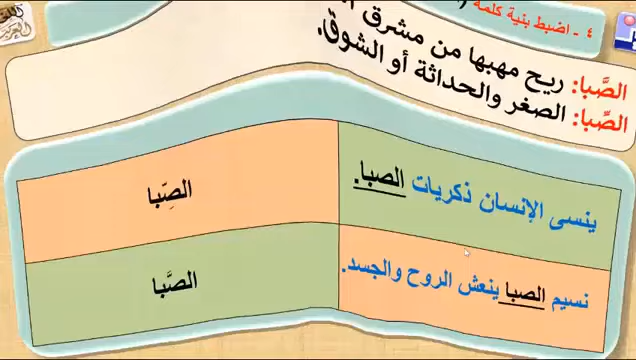 ٤ - اضبط بنية كلمة
الصَّبا: ريح مهبها من مشرق
الصِّبا: الصغر والحداثة أو الشوق.
ينسى الإنسان ذكريات الصبا.
الصِّبا
نسيم الصبا ينعش الروح والجسد.
الصَّبا